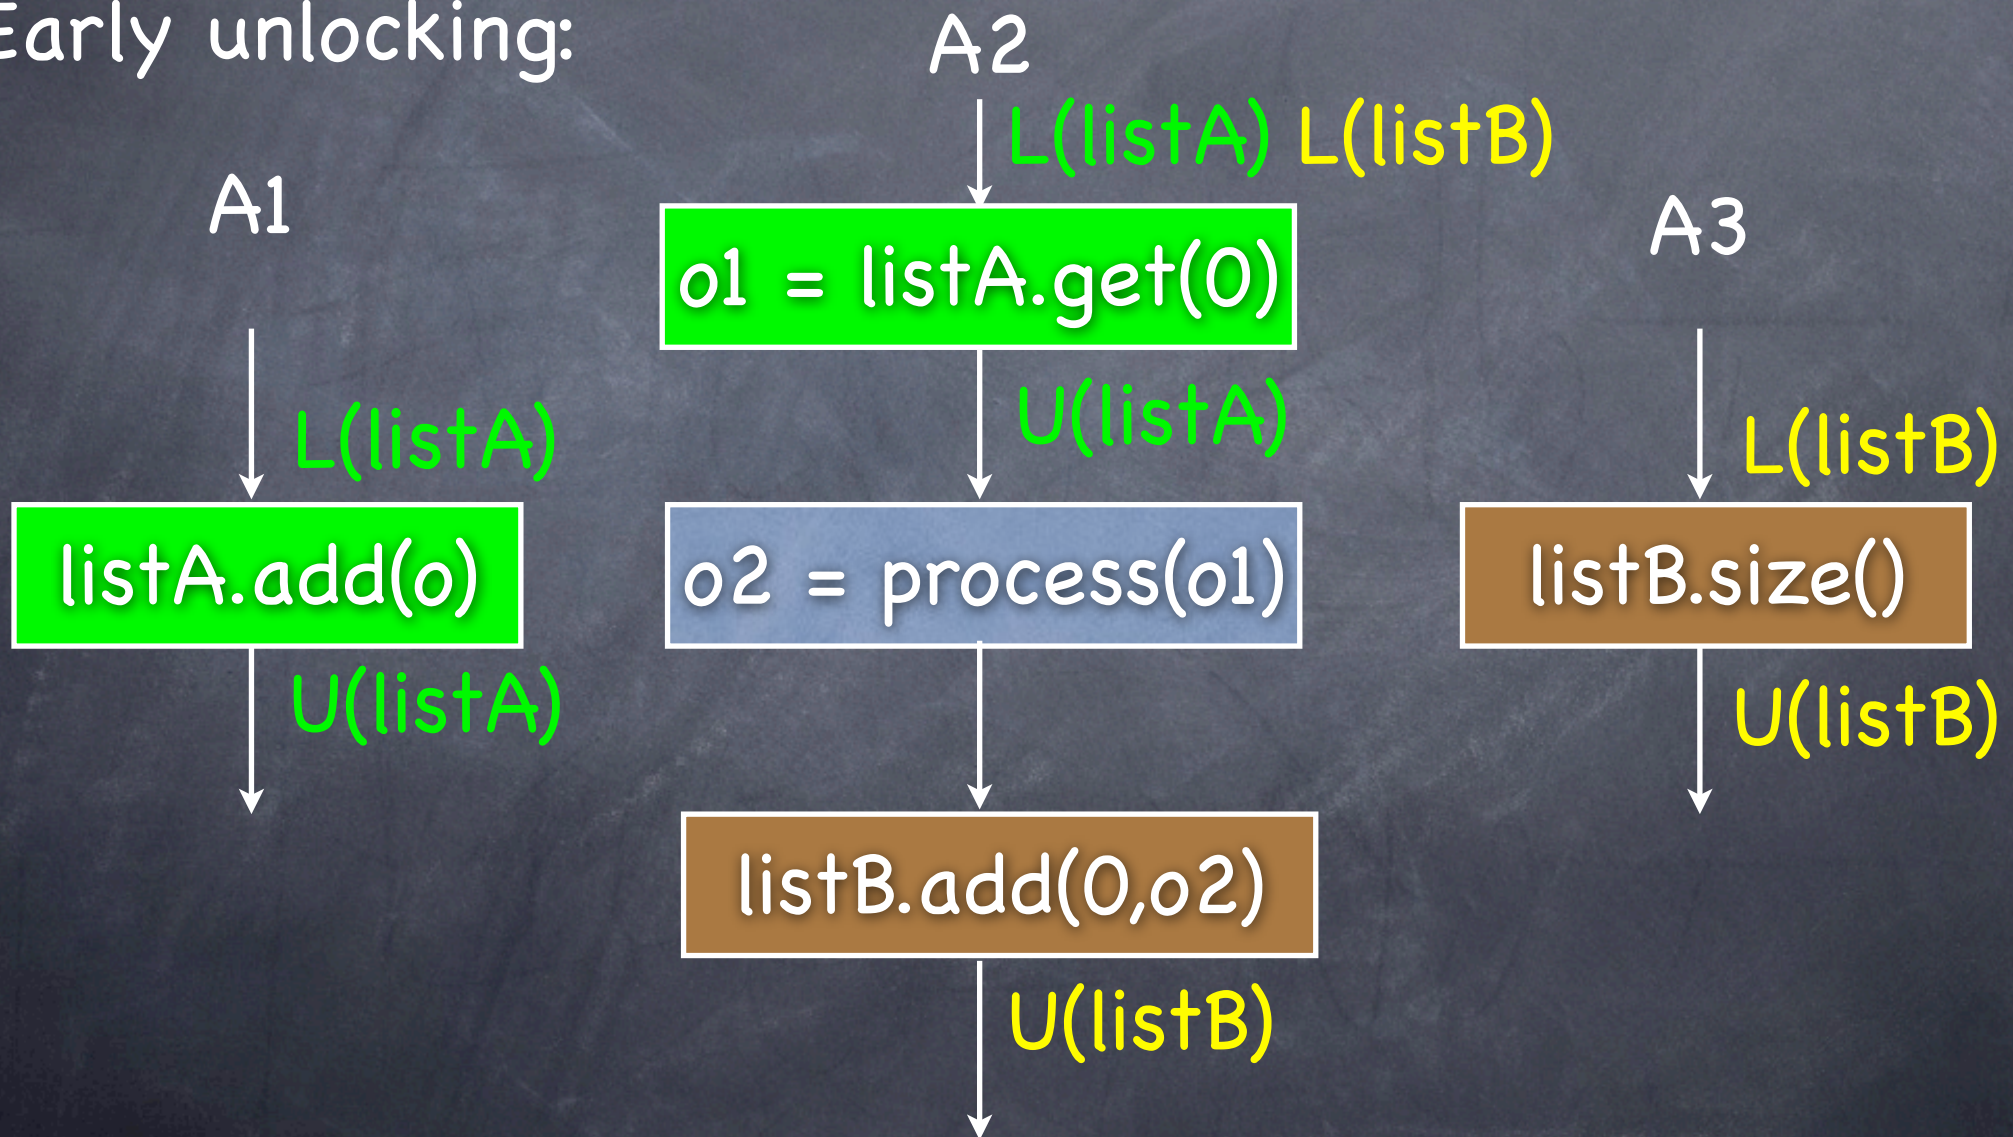 Early unlocking:
A2
L(listA) L(listB)
A1
A3
o1 = listA.get(0)
U(listA)
L(listA)
L(listB)
listA.add(o)
o2 = process(o1)
listB.size()
U(listA)
U(listB)
listB.add(0,o2)
U(listB)